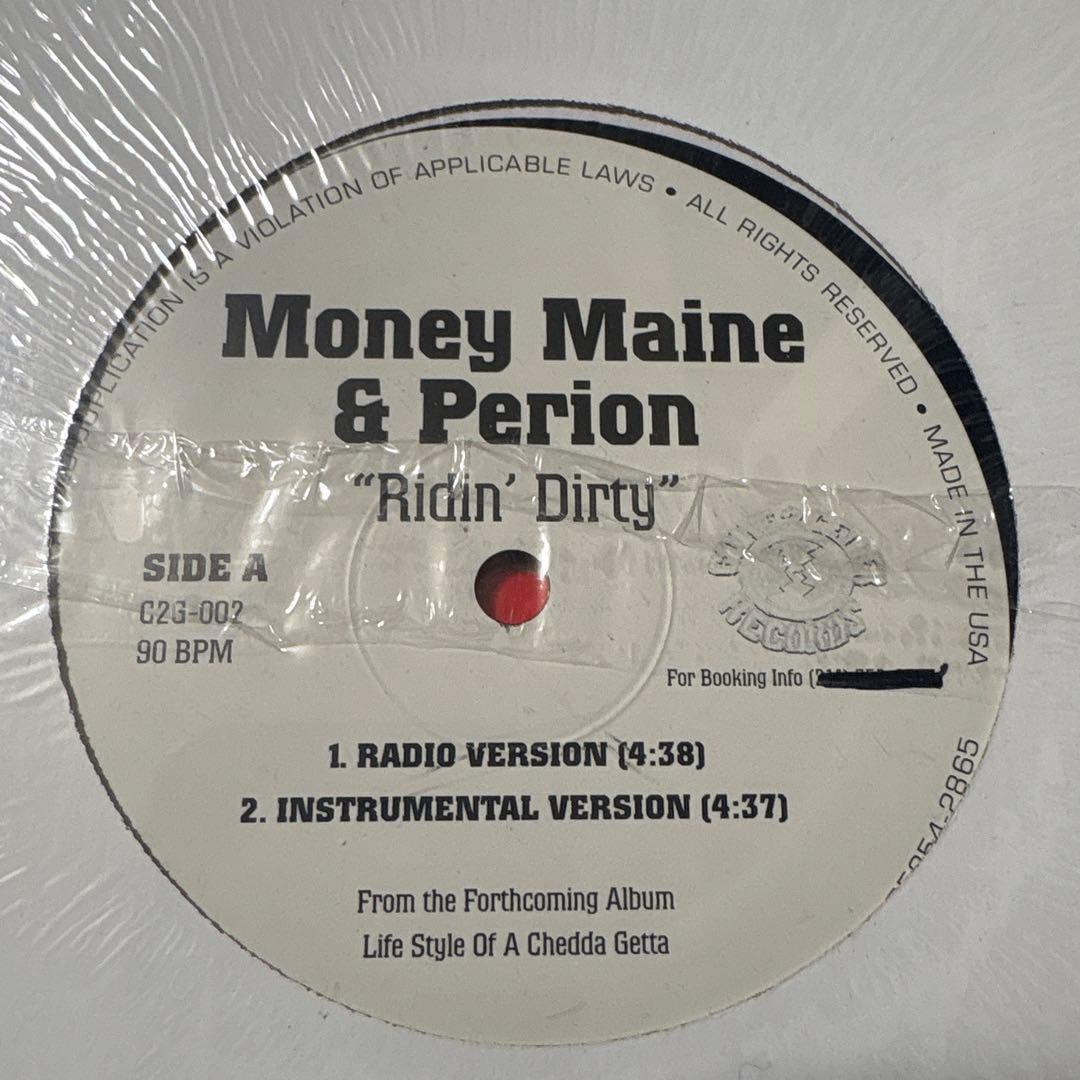 DUPLICATION IS A VIOLATION OF APPLICABLE LAWS • ALL RIGHTS RESERVED • MADE IN THE USA
Money Maine
& Perion
“Ridin’ Dirty”
SIDE A
C2G-002
90 BPM
RECORDS
For Booking Info
1. RADIO VERSION (4:38)
2. INSTRUMENTAL VERSION (4:37)
From the Forthcoming Album
Life Style Of A Chedda Getta
-2865